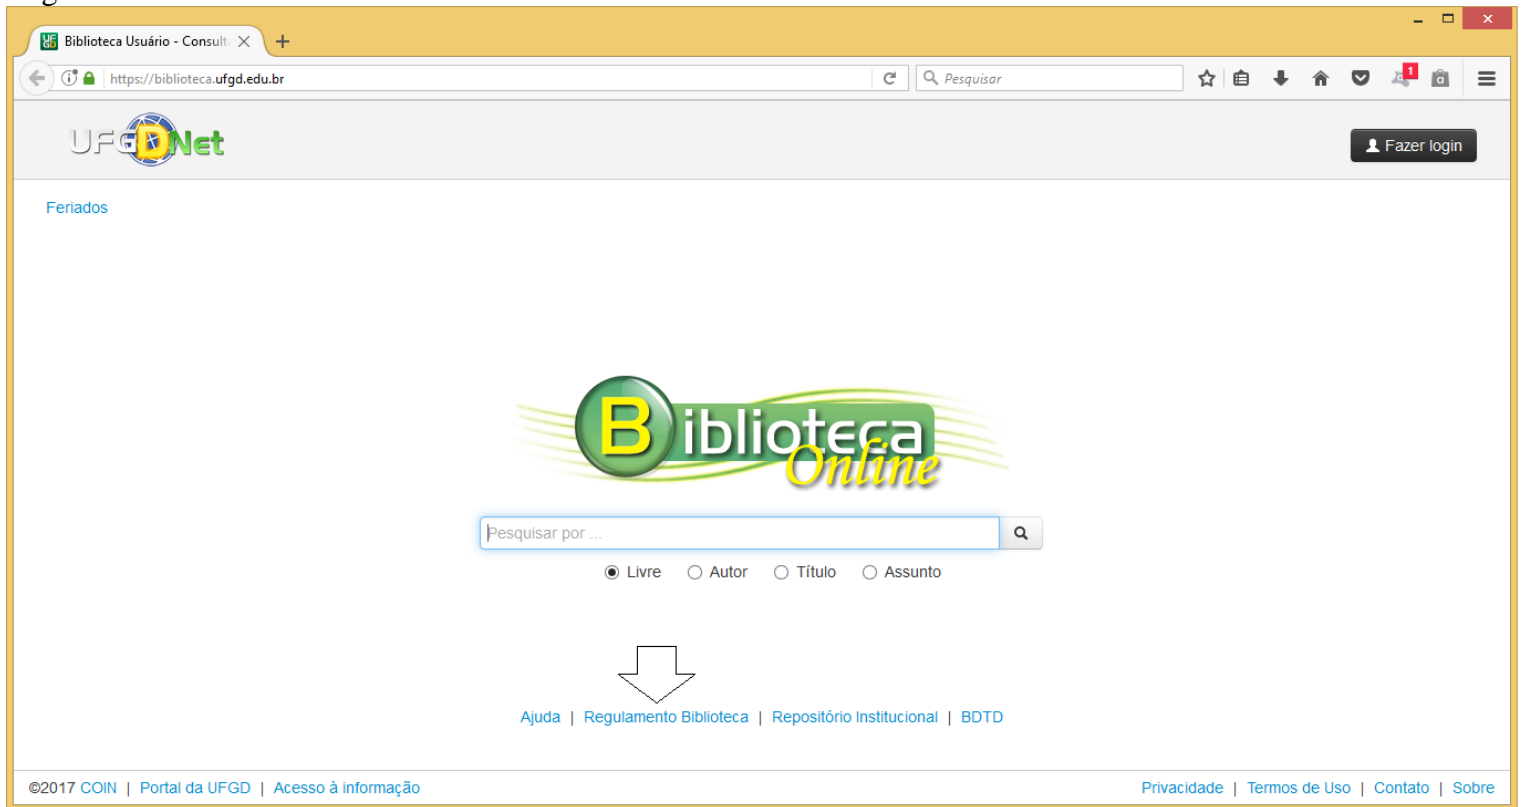 Biblioteca Usuário - Consult
https://biblioteca.ufgd.edu.br
Pesquisar
1
UFGDNet
Fazer login
Feriados
Biblioteca
Online
Pesquisar por ...
Livre Autor Título Assunto
Ajuda | Regulamento Biblioteca | Repositório Institucional | BDTD
©2017 COIN | Portal da UFGD | Acesso à informação Privacidade | Termos de Uso | Contato | Sobre